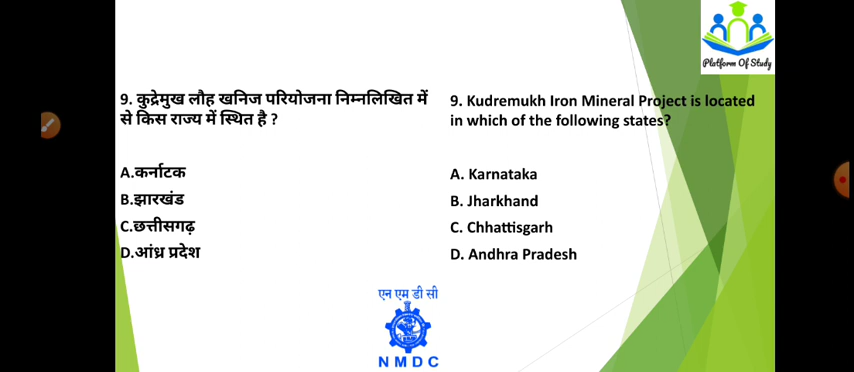 Platform Of Study
9. कुद्रेमुख लौह खनिज परियोजना निम्नलिखित में
से किस राज्य में स्थित है ?
A.कर्नाटक
B.झारखंड
C.छत्तीसगढ़
D.आंध्र प्रदेश
9. Kudremukh Iron Mineral Project is located
in which of the following states?
A. Karnataka
B. Jharkhand
C. Chhattisgarh
D. Andhra Pradesh
एन एम डी सी
NMDC